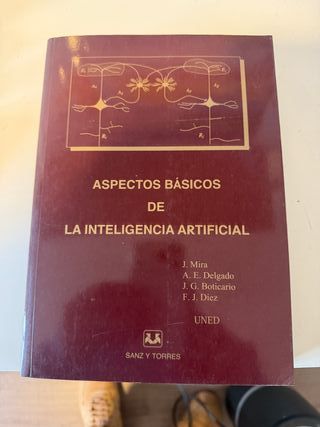 ASPECTOS BÁSICOS
DE
LA INTELIGENCIA ARTIFICIAL
J. Mira
A. E. Delgado
J. G. Boticario
F. J. Díez
UNED
SANZ Y TORRES